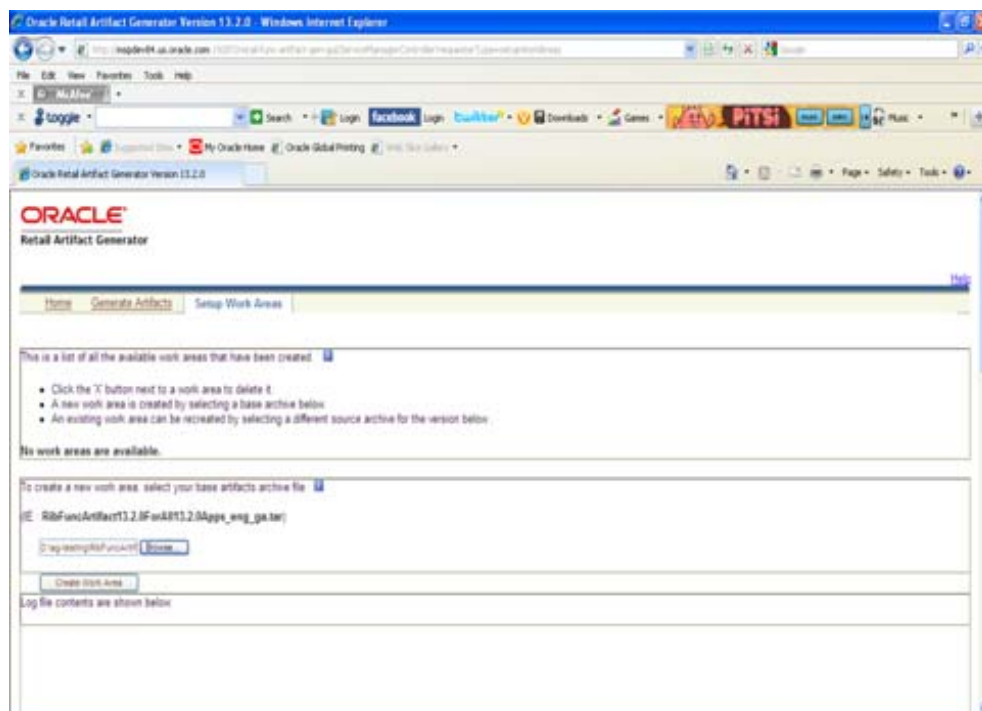 Oracle Retail Artifact Generator Version 13.2.0 - Windows Internet Explorer
File Edit View Favorites Tools Help
X McAfee
x toggle Search Login facebook Login twitter Downloads Games PITSI Music
Favorites My Oracle Home Oracle Global Printing
Oracle Retail Artifact Generator Version 13.2.0 Page Safety Tools
ORACLE
Retail Artifact Generator
Help
Home Generate Artifacts Setup Work Areas
This is a list of all the available work areas that have been created
Click the 'X' button next to a work area to delete it
A new work area is created by selecting a base archive below
An existing work area can be recreated by selecting a different source archive for the version below
No work areas are available.
To create a new work area, select your base artifacts archive file
(IE RibFuncArtifact13.2.0ForAll13.2.0Apps_eng_ga.tar)
Browse...
Create Work Area
Log file contents are shown below